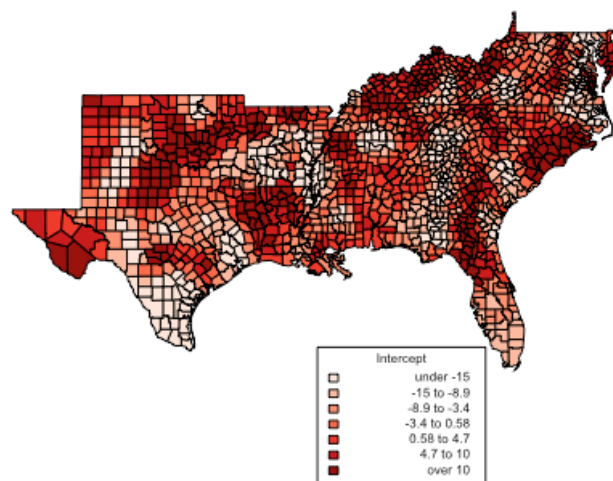 Intercept
under -15
-15 to -8.9
-8.9 to -3.4
-3.4 to 0.58
0.58 to 4.7
4.7 to 10
over 10